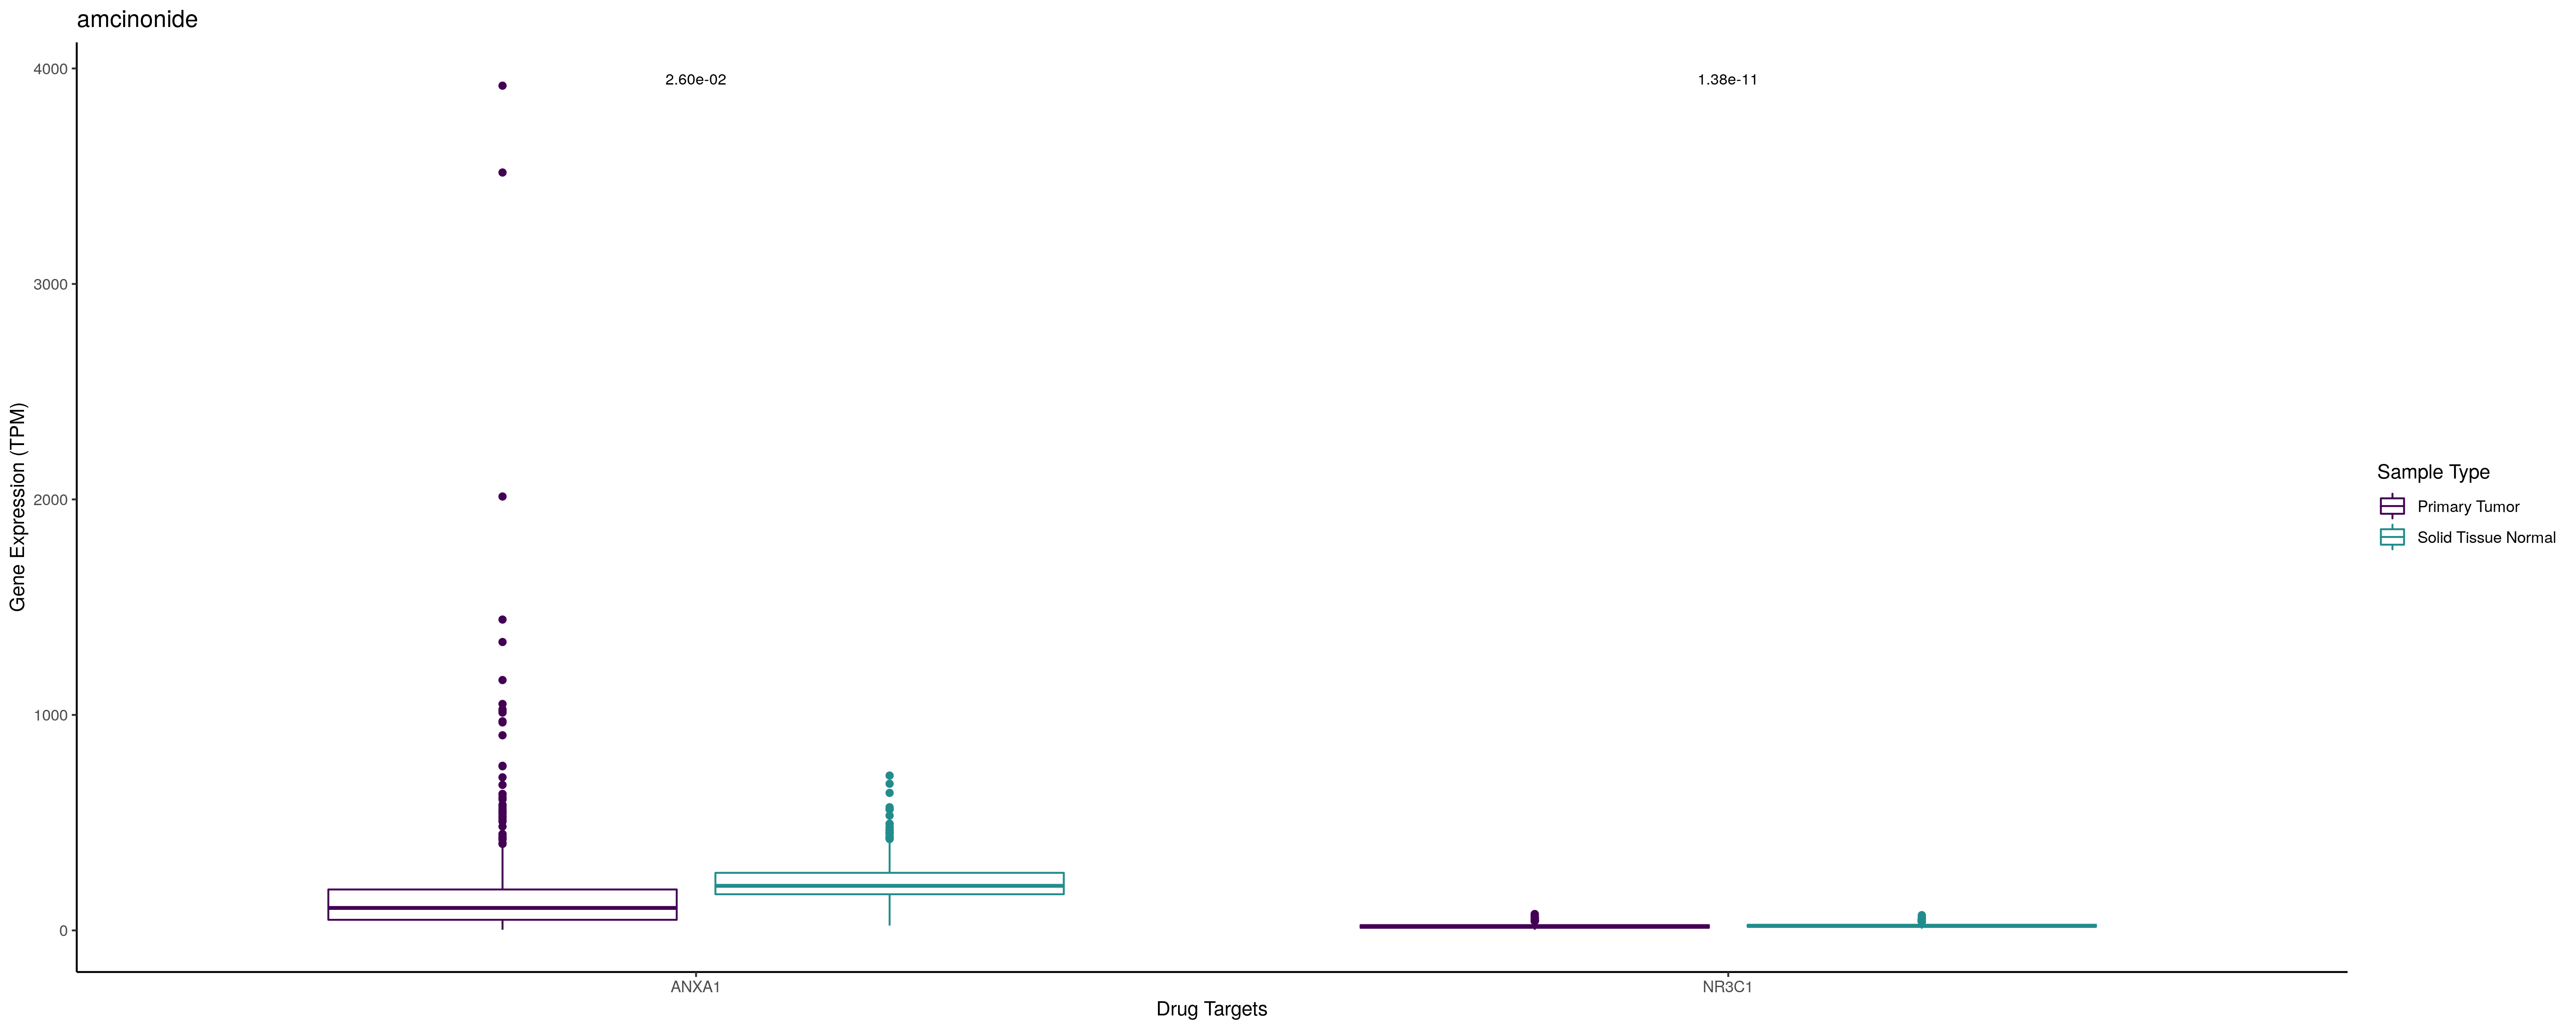 amcinonide
4000
3000
2000
1000
0
Gene Expression (TPM)
2.60e-02
1.38e-11
ANXA1
NR3C1
Drug Targets
Sample Type
Primary Tumor
Solid Tissue Normal